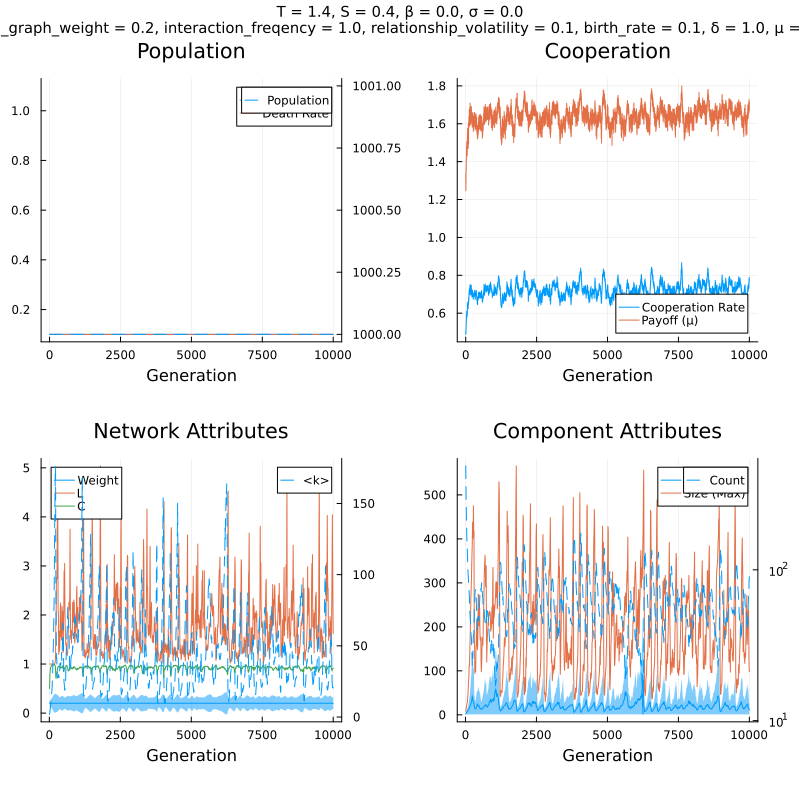 T = 1.4, S = 0.4, β = 0.0, σ = 0.0
_graph_weight = 0.2, interaction_freqency = 1.0, relationship_volatility = 0.1, birth_rate = 0.1, δ = 1.0, μ =
Population
Cooperation
1.0
0.8
0.6
0.4
0.2
1001.00
1000.75
1000.50
1000.25
1000.00
Population
Death Rate
0
2500
5000
7500
10000
Generation
1.8
1.6
1.4
1.2
1.0
0.8
0.6
Cooperation Rate
Payoff (μ)
0
2500
5000
7500
10000
Generation
Network Attributes
Component Attributes
5
4
3
2
1
0
150
100
50
0
Weight
L
C
<k>
0
2500
5000
7500
10000
Generation
500
400
300
200
100
0
10²
10¹
Count
Size (Max)
0
2500
5000
7500
10000
Generation